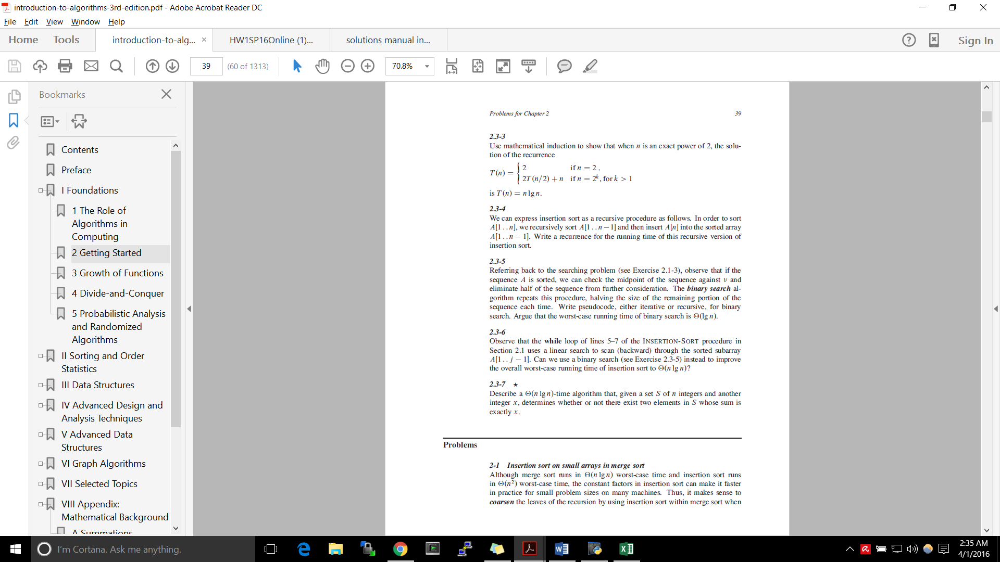 introduction-to-algorithms-3rd-edition.pdf - Adobe Acrobat Reader DC
File Edit View Window Help
Home Tools introduction-to-alg... × HW1SP16Online (1)... solutions manual in... Sign In
39 (60 of 1313) 70.8%
Bookmarks
Contents
Preface
I Foundations
1 The Role of
Algorithms in
Computing
2 Getting Started
3 Growth of Functions
4 Divide-and-Conquer
5 Probabilistic Analysis
and Randomized
Algorithms
II Sorting and Order
Statistics
III Data Structures
IV Advanced Design and
Analysis Techniques
V Advanced Data
Structures
VI Graph Algorithms
VII Selected Topics
VIII Appendix:
Mathematical Background
A Summations
Problems for Chapter 2 39
2.3-3
Use mathematical induction to show that when n is an exact power of 2, the solu-
tion of the recurrence
T(n) = { 2 if n = 2 ,
2T(n/2) + n if n = 2^k, for k > 1
is T(n) = n lg n.
2.3-4
We can express insertion sort as a recursive procedure as follows. In order to sort
A[1 . . n], we recursively sort A[1 . . n − 1] and then insert A[n] into the sorted array
A[1 . . n − 1]. Write a recurrence for the running time of this recursive version of
insertion sort.
2.3-5
Referring back to the searching problem (see Exercise 2.1-3), observe that if the
sequence A is sorted, we can check the midpoint of the sequence against v and
eliminate half of the sequence from further consideration. The binary search al-
gorithm repeats this procedure, halving the size of the remaining portion of the
sequence each time. Write pseudocode, either iterative or recursive, for binary
search. Argue that the worst-case running time of binary search is Θ(lg n).
2.3-6
Observe that the while loop of lines 5–7 of the INSERTION-SORT procedure in
Section 2.1 uses a linear search to scan (backward) through the sorted subarray
A[1 . . j − 1]. Can we use a binary search (see Exercise 2.3-5) instead to improve
the overall worst-case running time of insertion sort to Θ(n lg n)?
2.3-7 ★
Describe a Θ(n lg n)-time algorithm that, given a set S of n integers and another
integer x, determines whether or not there exist two elements in S whose sum is
exactly x.
Problems
2-1 Insertion sort on small arrays in merge sort
Although merge sort runs in Θ(n lg n) worst-case time and insertion sort runs
in Θ(n²) worst-case time, the constant factors in insertion sort can make it faster
in practice for small problem sizes on many machines. Thus, it makes sense to
coarsen the leaves of the recursion by using insertion sort within merge sort when
I'm Cortana. Ask me anything.
2:35 AM
4/1/2016